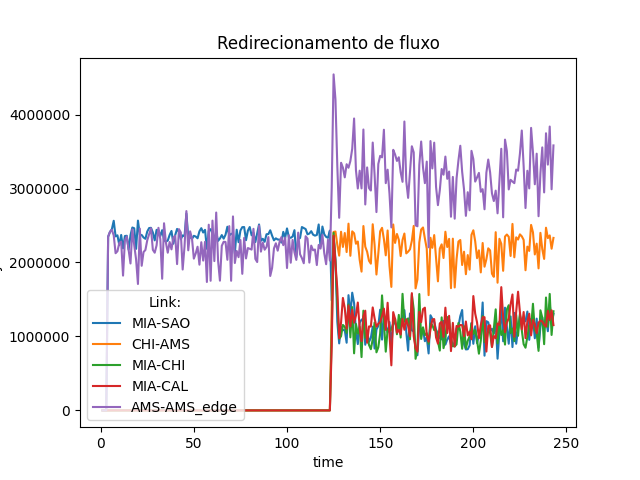 Redirecionamento de fluxo
4000000
3000000
2000000
1000000
0
Link:
MIA-SAO
CHI-AMS
MIA-CHI
MIA-CAL
AMS-AMS_edge
0 50 100 150 200 250
time